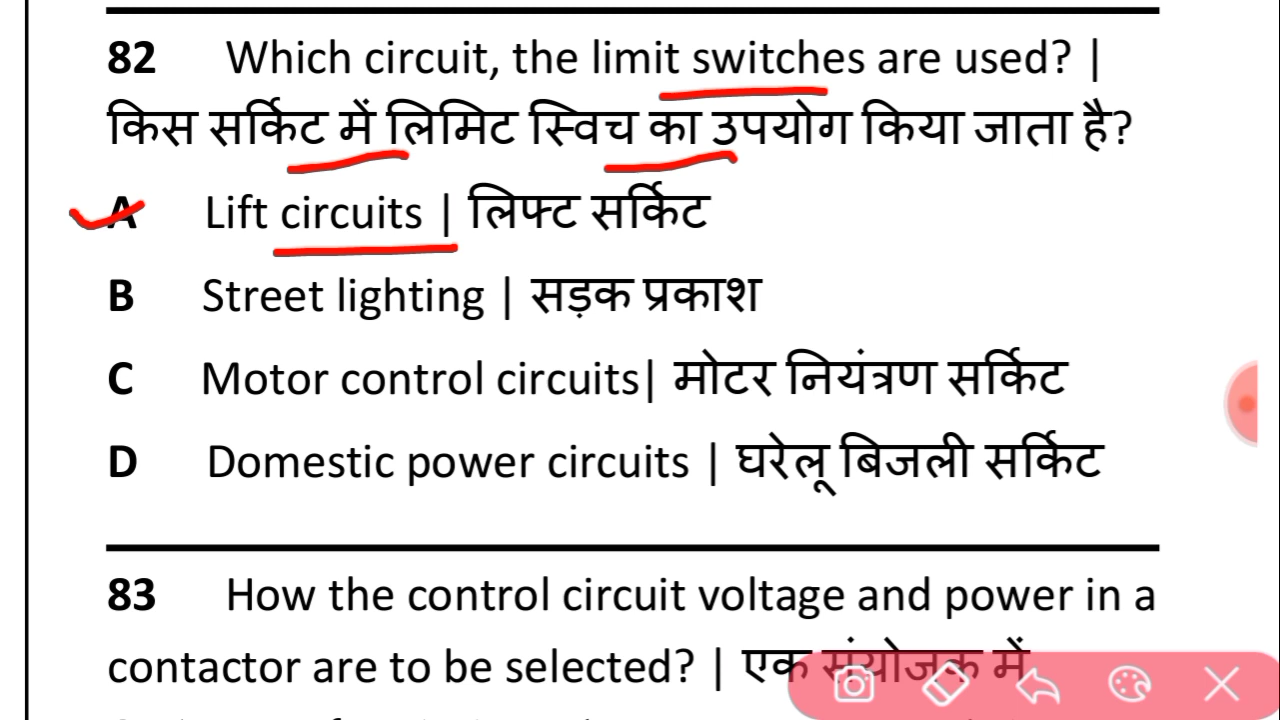 82 Which circuit, the limit switches are used? |
किस सर्किट में लिमिट स्विच का उपयोग किया जाता है?
A Lift circuits | लिफ्ट सर्किट
B Street lighting | सड़क प्रकाश
C Motor control circuits| मोटर नियंत्रण सर्किट
D Domestic power circuits | घरेलू बिजली सर्किट
83 How the control circuit voltage and power in a
contactor are to be selected? | एक संयोजक में